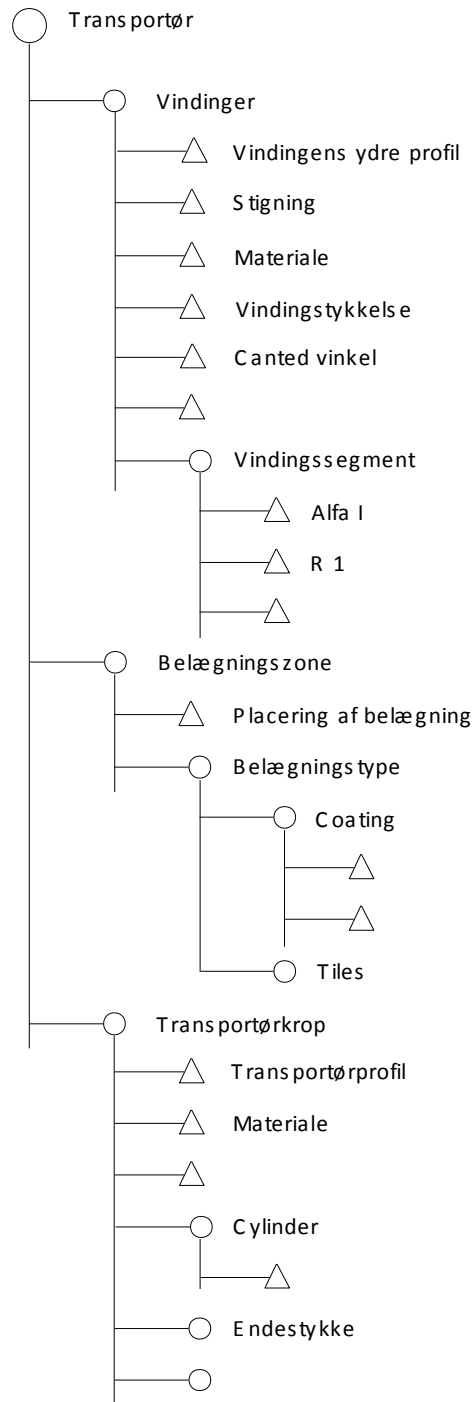 Transportør
Vindinger
Vindingens ydre profil
Stigning
Materiale
Vindingstykkelse
Canted vinkel
Vindingssegment
Alfa I
R 1
Belægningszone
Placering af belægning
Belægningstype
Coating
Tiles
Transportørkrop
Transportørprofil
Materiale
Cylinder
Endestykke